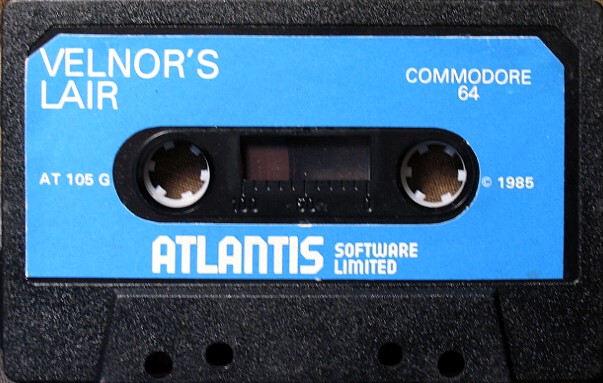 VELNOR'S
LAIR
COMMODORE
64
AT 105 G
© 1985
ATLANTIS SOFTWARE
LIMITED